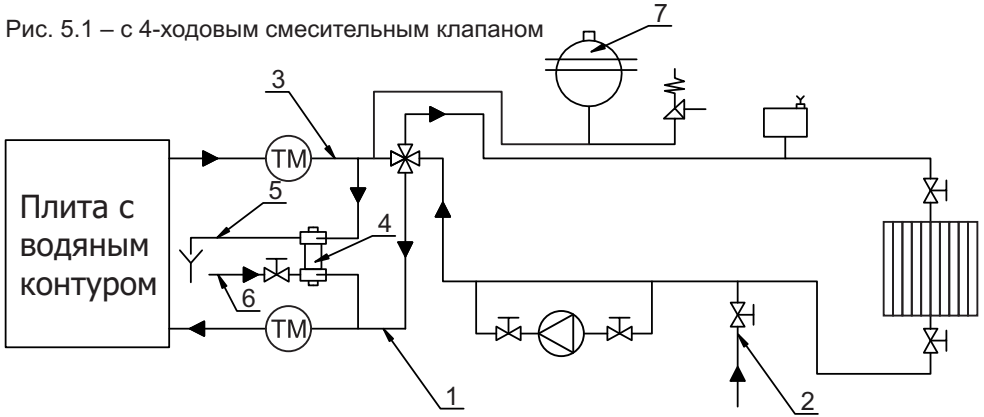 Рис. 5.1 – с 4-ходовым смесительным клапаном
7
3
ТМ
5
Плита с
водяным
контуром
4
6
ТМ
1
2